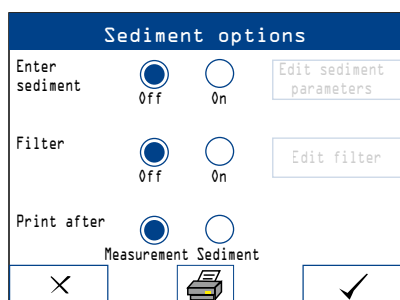 Sediment options
Enter
sediment
Off
On
Edit sediment
parameters
Filter
Off
On
Edit filter
Print after
Measurement
Sediment